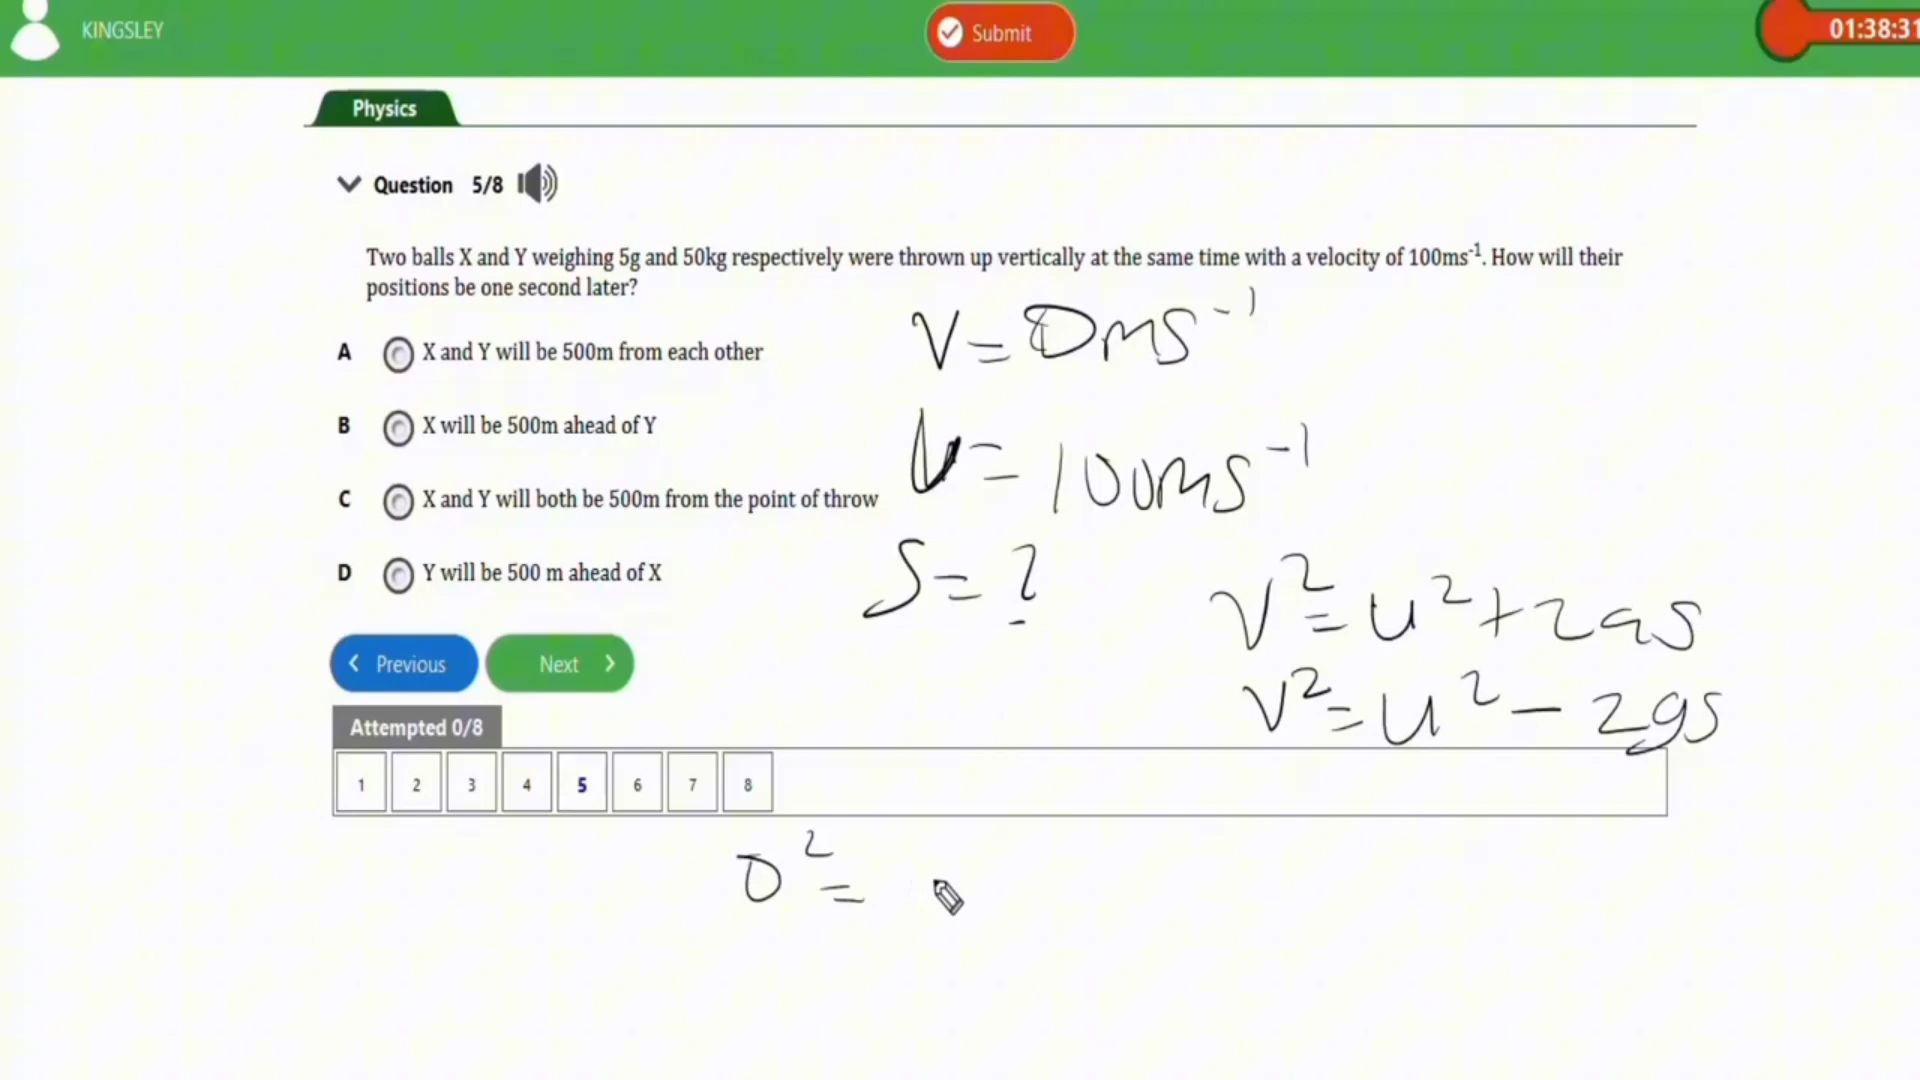 KINGSLEY
Submit
01:38:31
Physics
Question 5/8
Two balls X and Y weighing 5g and 50kg respectively were thrown up vertically at the same time with a velocity of 100ms⁻¹. How will their
positions be one second later?
V = 0ms⁻¹
A X and Y will be 500m from each other
B X will be 500m ahead of Y
U = 100ms⁻¹
C X and Y will both be 500m from the point of throw
S = ?
D Y will be 500 m ahead of X
V² = U² + 2as
V² = U² - 2gs
Previous
Next
Attempted 0/8
1 2 3 4 5 6 7 8
0² =